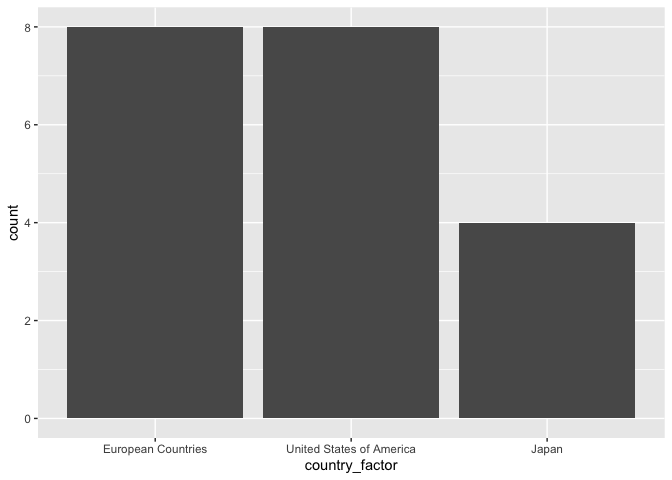 8
6
4
2
0
count
European Countries
United States of America
Japan
country_factor